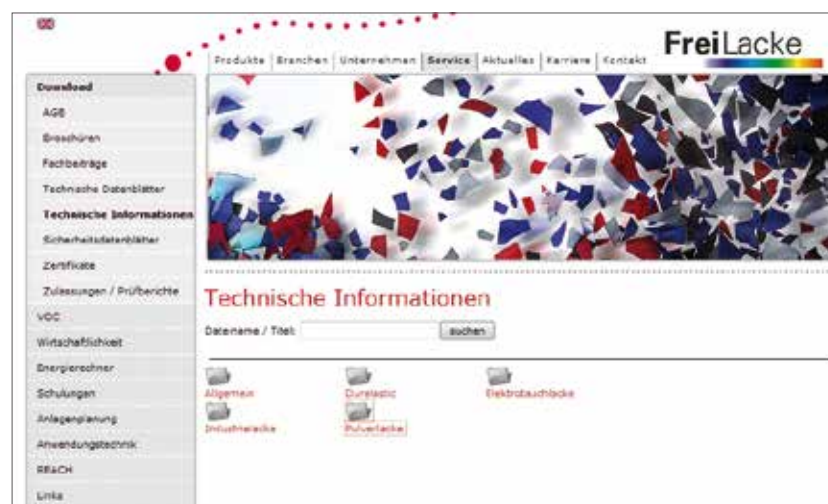 FreiLacke
Produkte Branchen Unternehmen Service Aktuelles Karriere Kontakt
Download
AGB
Broschüren
Fachbeiträge
Technische Datenblätter
Technische Informationen
Sicherheitsdatenblätter
Zertifikate
Zulassungen / Prüfberichte
VOC
Wirtschaftlichkeit
Energierechner
Schulungen
Anlagenplanung
Anwendungstechnik
REACH
Links
Technische Informationen
Dateiname / Titel: suchen
Allgemein Durelastic Elektrotauchlacke
Industrielacke Pulverlacke